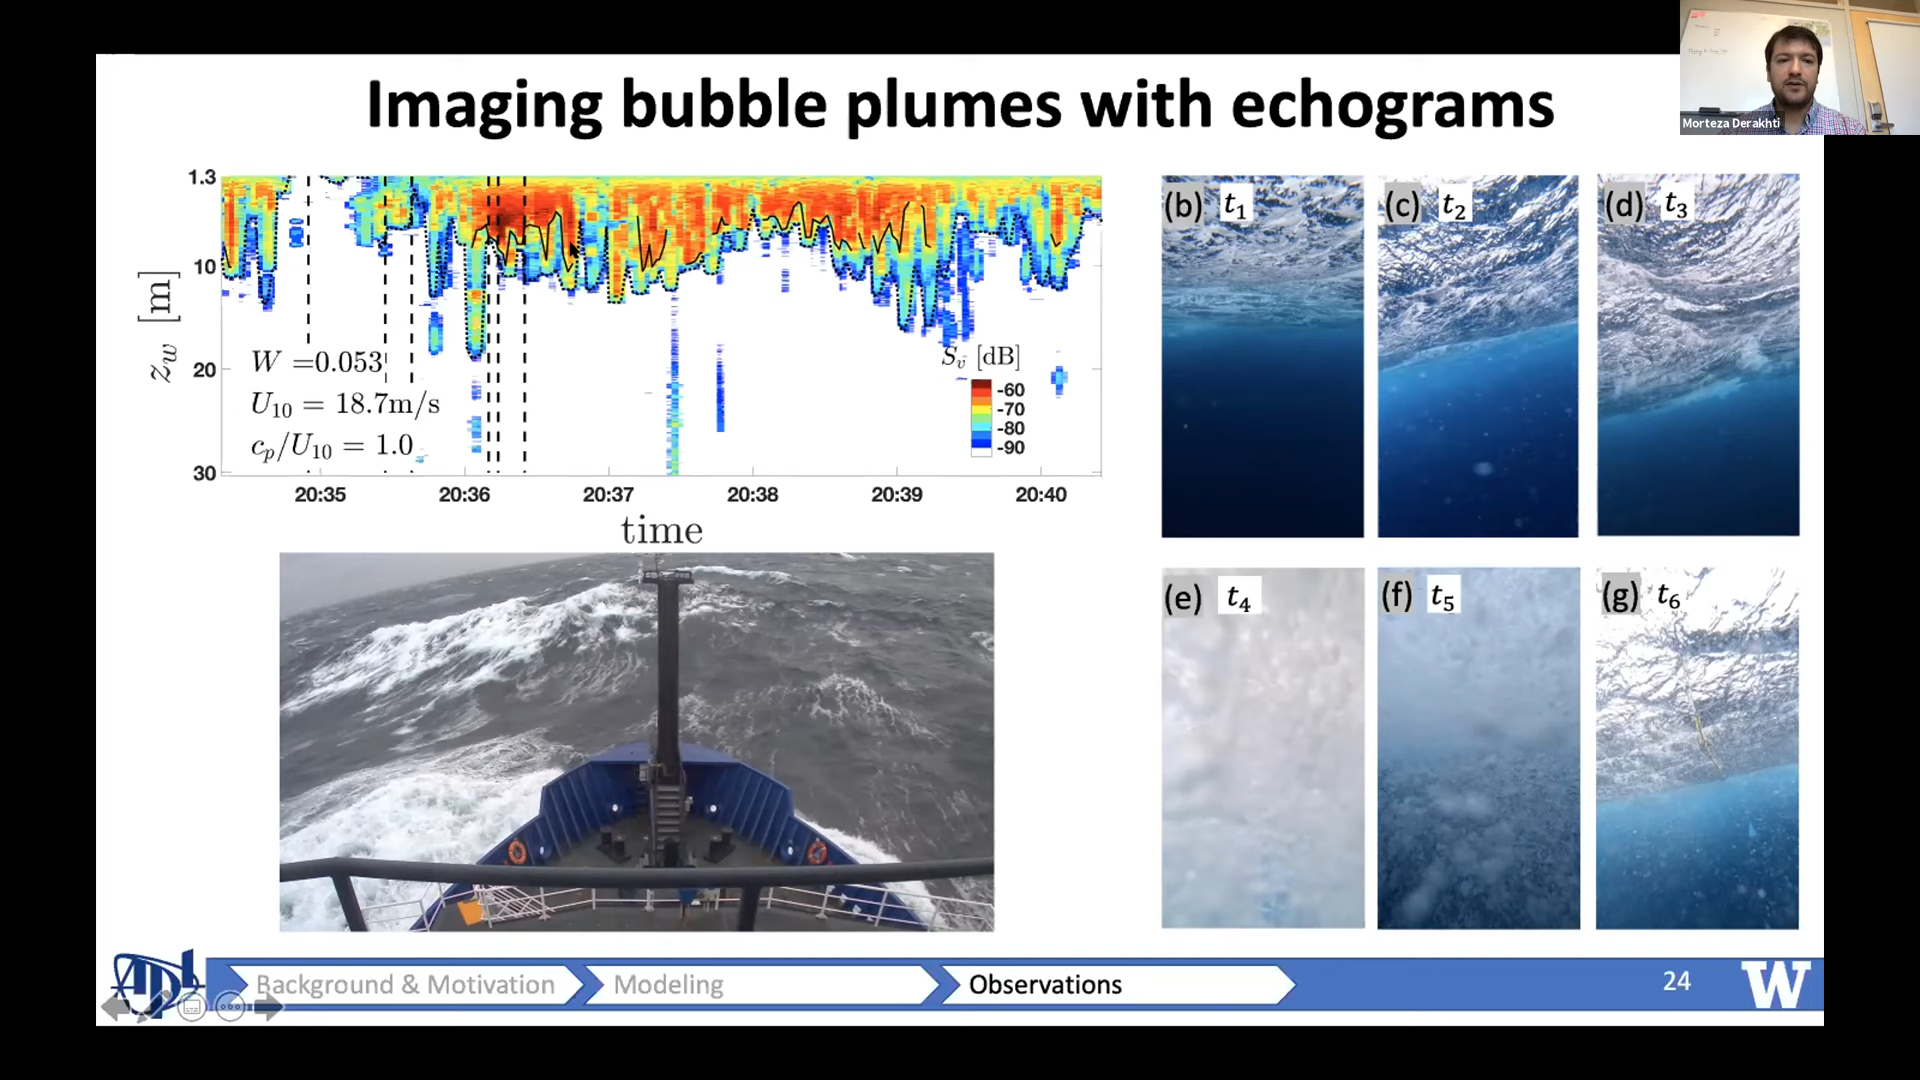 Imaging bubble plumes with echograms
Morteza Derakhti
1.3
10
20
30
z_w [m]
W =0.053
U_10 = 18.7m/s
c_p/U_10 = 1.0
S_v [dB]
-60
-70
-80
-90
20:35 20:36 20:37 20:38 20:39 20:40
time
(b) t_1
(c) t_2
(d) t_3
(e) t_4
(f) t_5
(g) t_6
APL
Background & Motivation
Modeling
Observations
24
W